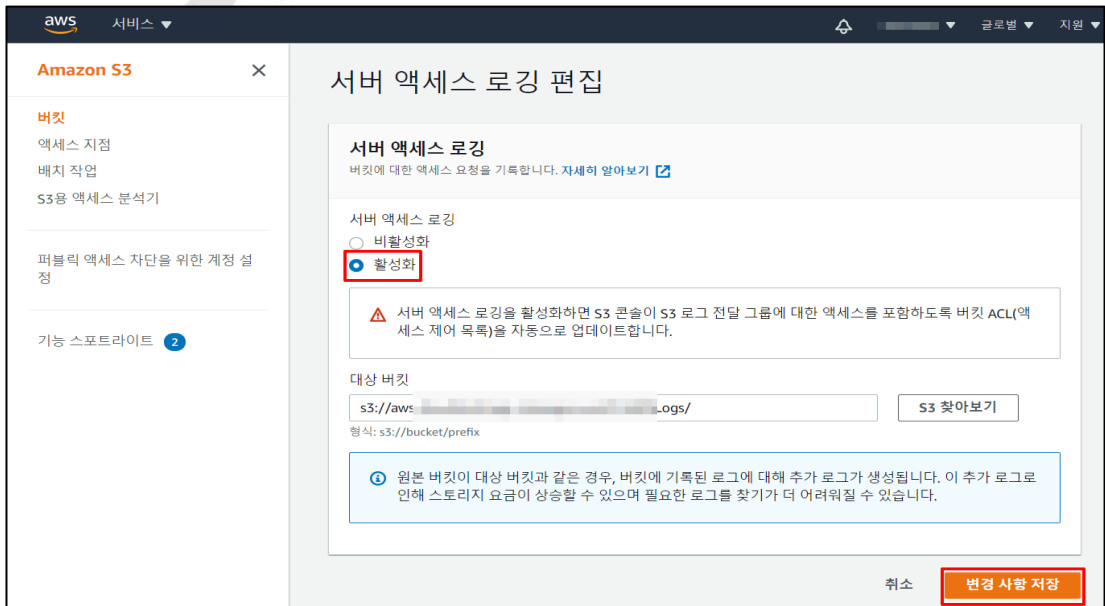 aws 서비스 ▼ ▼ 글로벌 ▼ 지원 ▼
Amazon S3 ×
버킷
액세스 지점
배치 작업
S3용 액세스 분석기
퍼블릭 액세스 차단을 위한 계정 설
정
기능 스포트라이트 2
서버 액세스 로깅 편집
서버 액세스 로깅
버킷에 대한 액세스 요청을 기록합니다. 자세히 알아보기
서버 액세스 로깅
비활성화
활성화
서버 액세스 로깅을 활성화하면 S3 콘솔이 S3 로그 전달 그룹에 대한 액세스를 포함하도록 버킷 ACL(액
세스 제어 목록)을 자동으로 업데이트합니다.
대상 버킷
s3://aws Logs/
S3 찾아보기
형식: s3://bucket/prefix
원본 버킷이 대상 버킷과 같은 경우, 버킷에 기록된 로그에 대해 추가 로그가 생성됩니다. 이 추가 로그로
인해 스토리지 요금이 상승할 수 있으며 필요한 로그를 찾기가 더 어려워질 수 있습니다.
취소 변경 사항 저장